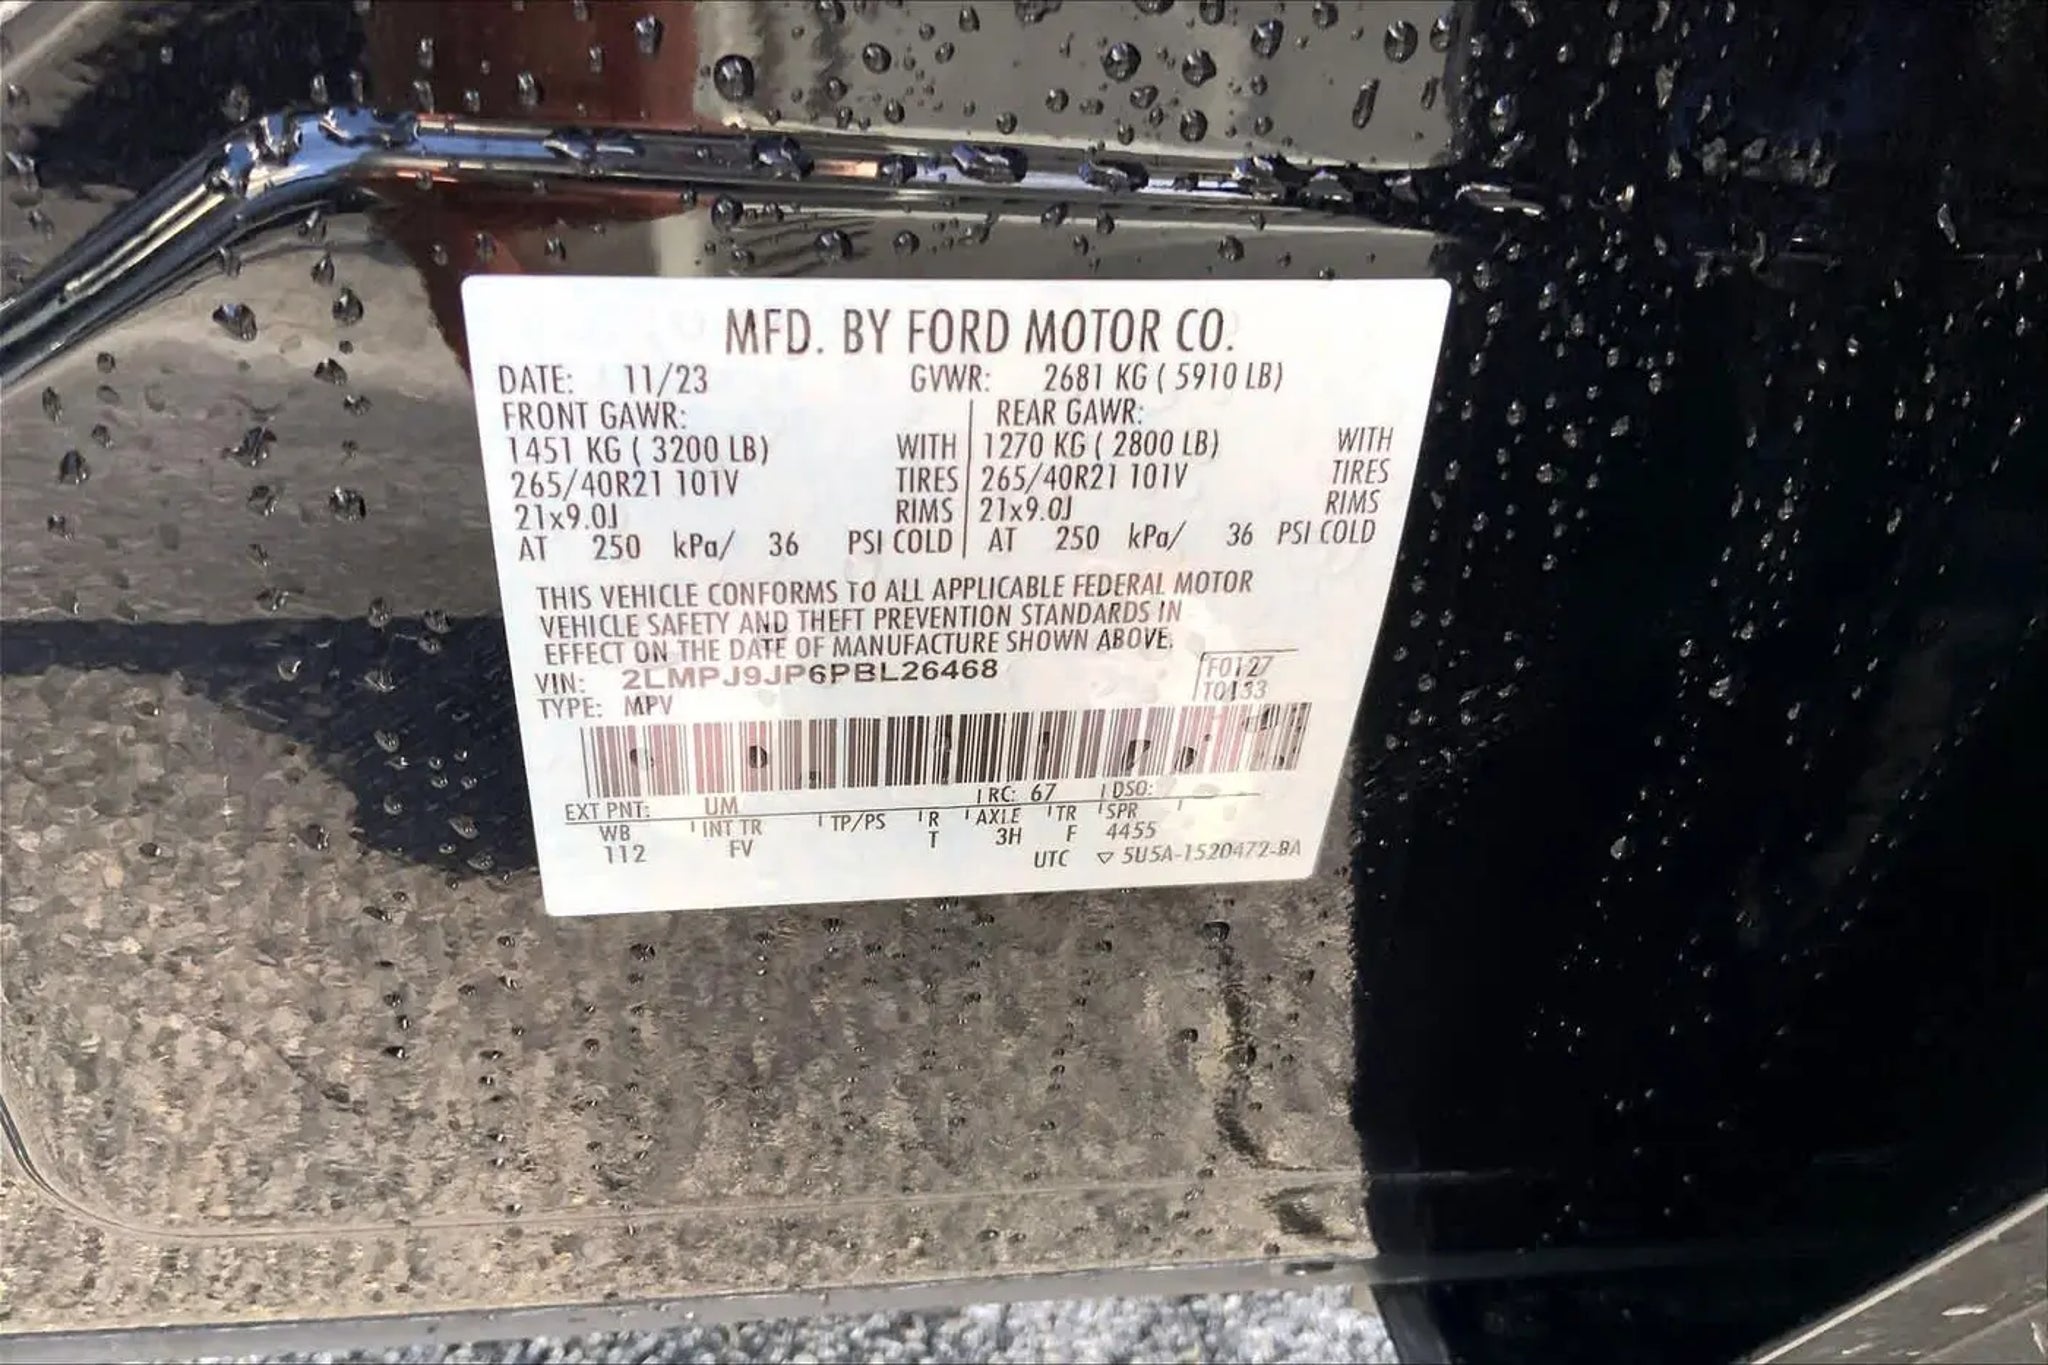 MFD. BY FORD MOTOR CO.
DATE: 11/23 GVWR: 2681 KG ( 5910 LB)
FRONT GAWR: REAR GAWR:
1451 KG ( 3200 LB) WITH 1270 KG ( 2800 LB) WITH
265/40R21 101V TIRES 265/40R21 101V TIRES
21x9.0J RIMS 21x9.0J RIMS
AT 250 kPa/ 36 PSI COLD AT 250 kPa/ 36 PSI COLD
THIS VEHICLE CONFORMS TO ALL APPLICABLE FEDERAL MOTOR
VEHICLE SAFETY AND THEFT PREVENTION STANDARDS IN
EFFECT ON THE DATE OF MANUFACTURE SHOWN ABOVE.
VIN: 2LMPJ9JP6PBL26468 F0127
TYPE: MPV T0133
EXT PNT: UM RC: 67 DSO:
WB INT TR TP/PS R AXLE TR SPR
112 FV T 3H F 4455
UTC ▽ 5U5A-1520472-BA